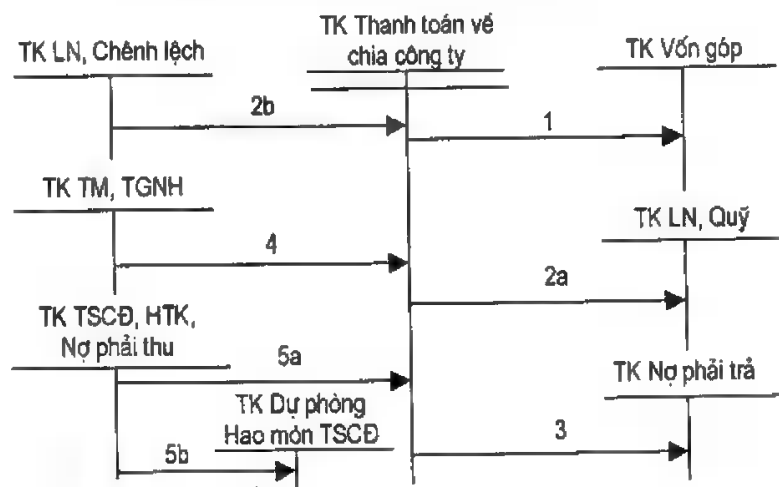 TK Thanh toán về
chia công ty
TK LN, Chênh lệch
TK Vốn góp
2b
1
TK TM, TGNH
TK LN, Quỹ
4
2a
TK TSCĐ, HTK,
Nợ phải thu
5a
TK Nợ phải trả
TK Dự phòng
Hao mòn TSCĐ
3
5b